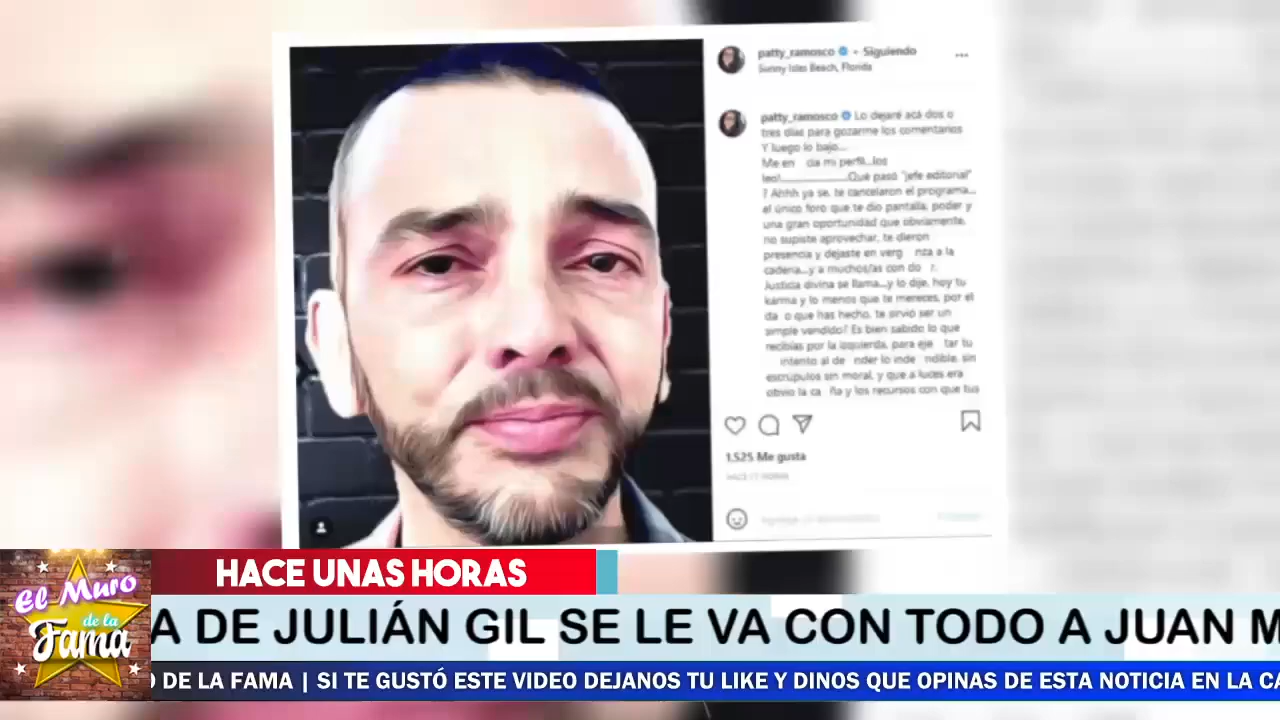 patty_ramosco • Siguiendo
Sunny Isles Beach, Florida
patty_ramosco Lo dejaré acá dos o
tres días para gozarme los comentarios
Y luego lo bajo...
Me en cia mi perfil...los
leo!.......................Qué pasó "jefe editorial"
? Ahhh ya se, te cancelaron el programa...
el único foro que te dio pantalla, poder y
una gran oportunidad que obviamente,
no supiste aprovechar, te dieron
presencia y dejaste en verg nza a la
cadena...y a muchos/as con do r.
Justicia divina se llama...y lo dije, hoy tu
karma y lo menos que te mereces, por el
da o que has hecho, te sirvió ser un
simple vendido? Es bien sabido lo que
recibías por la izquierda, para eje tar tu
intento al de nder lo inde ndible, sin
escrúpulos sin moral, y que a luces era
obvio la ca ña y los recursos con que tus
1,525 Me gusta
HACE 17 HORAS
HACE UNAS HORAS
El Muro
de la
Fama
A DE JULIÁN GIL SE LE VA CON TODO A JUAN M
O DE LA FAMA | SI TE GUSTÓ ESTE VIDEO DEJANOS TU LIKE Y DINOS QUE OPINAS DE ESTA NOTICIA EN LA CA